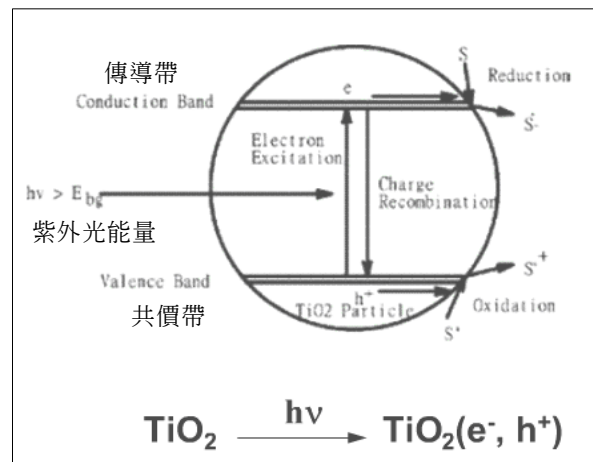 傳導帶
Conduction Band
e
S
Reduction
S⁻
Electron
Excitation
Charge
Recombination
hν > E_bg
紫外光能量
Valence Band
共價帶
h⁺
TiO2 Particle
S'
S'⁺
Oxidation
TiO₂ hν TiO₂(e⁻, h⁺)